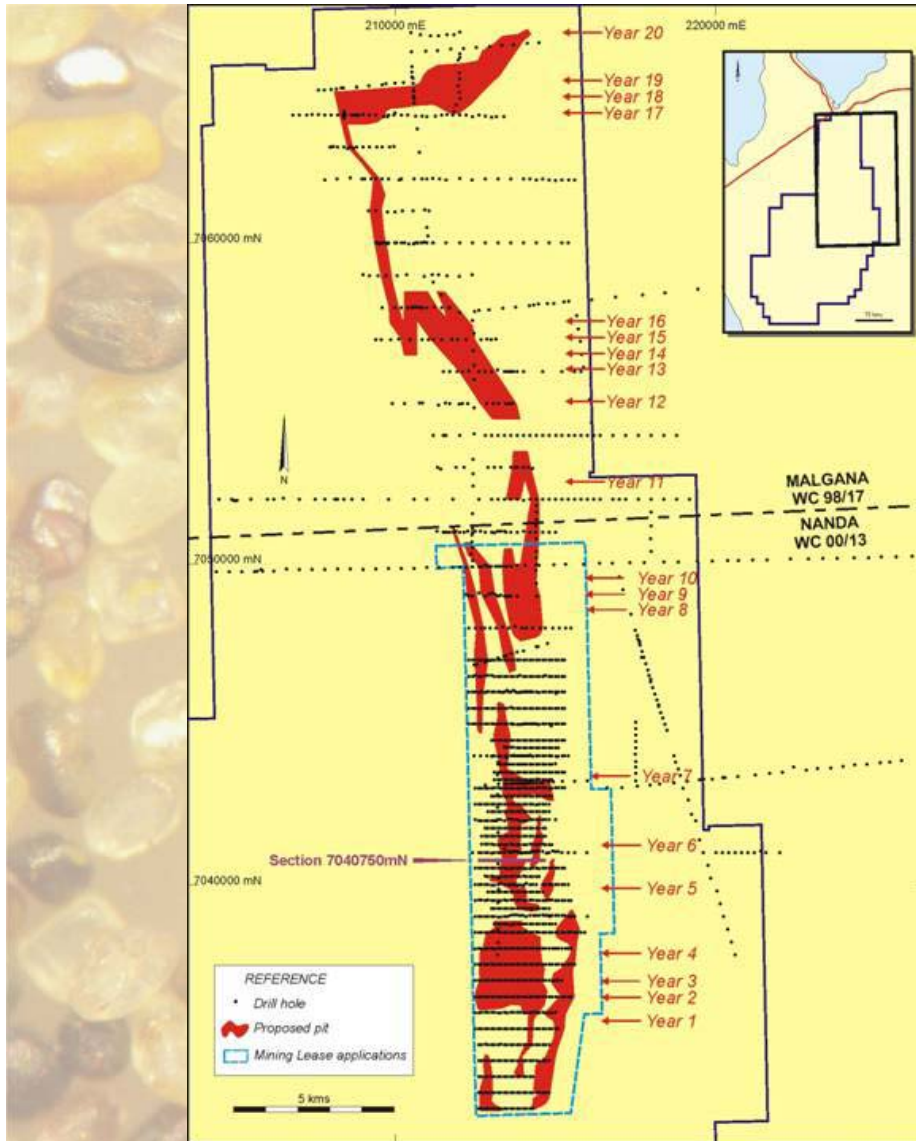 210000 mE
220000 mE
Year 20
Year 19
Year 18
Year 17
7060000 mN
Year 16
Year 15
Year 14
Year 13
Year 12
N
Year 11
MALGANA
WC 98/17
NANDA
WC 00/13
7050000 mN
Year 10
Year 9
Year 8
Year 7
Section 7040750mN
Year 6
7040000 mN
Year 5
Year 4
Year 3
Year 2
Year 1
REFERENCE
Drill hole
Proposed pit
Mining Lease applications
5 kms